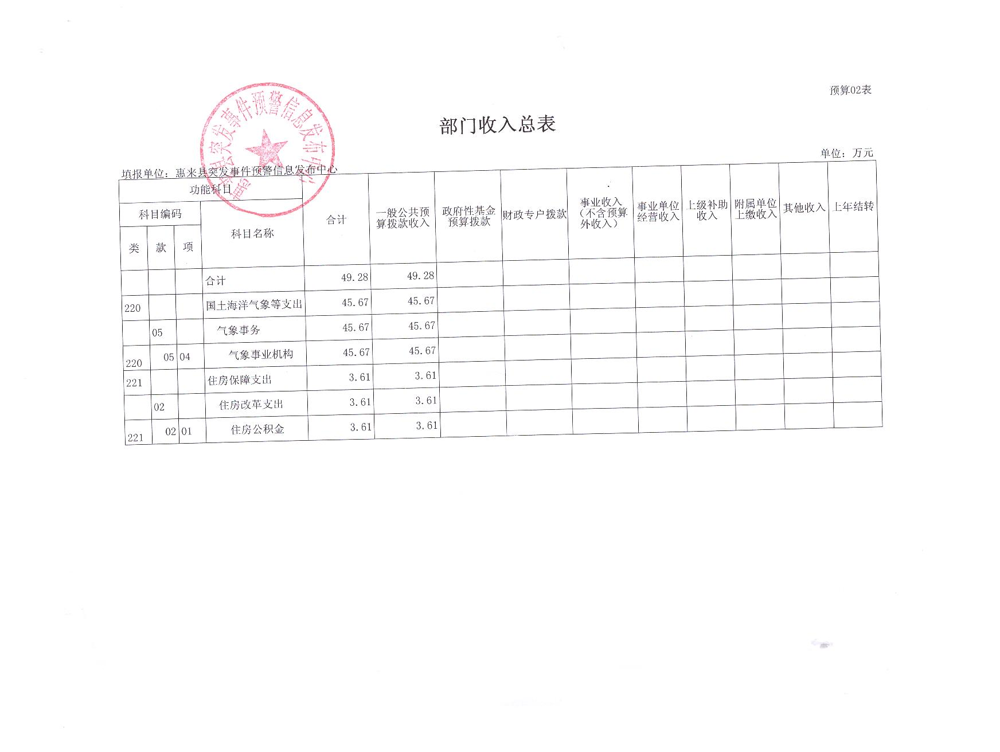 预算02表
部门收入总表
单位：万元
填报单位：惠来县突发事件预警信息发布中心
功能科目
科目编码
科目名称
类 款 项
合计
一般公共预
算拨款收入
政府性基金
预算拨款
财政专户拨款
事业收入
（不含预算
外收入）
事业单位
经营收入
上级补助
收入
附属单位
上缴收入
其他收入
上年结转
合计 49.28 49.28
220 国土海洋气象等支出 45.67 45.67
05 气象事务 45.67 45.67
220 05 04 气象事业机构 45.67 45.67
221 住房保障支出 3.61 3.61
02 住房改革支出 3.61 3.61
221 02 01 住房公积金 3.61 3.61
县突发事件预警信息发布中心